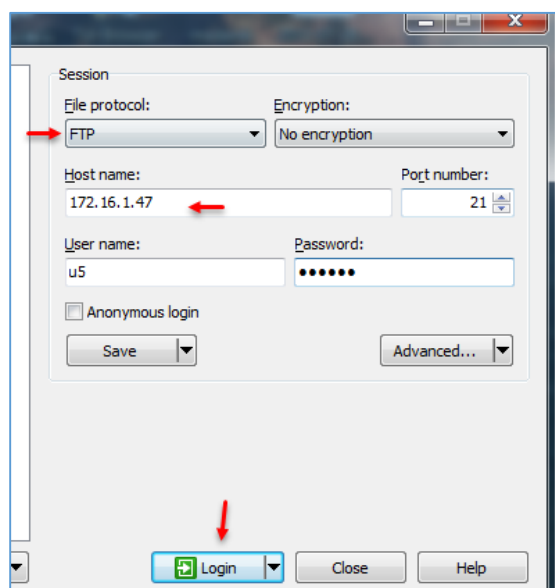 Session
File protocol:
Encryption:
FTP
No encryption
Host name:
Port number:
172.16.1.47
21
User name:
Password:
u5
••••••
Anonymous login
Save
Advanced...
Login
Close
Help